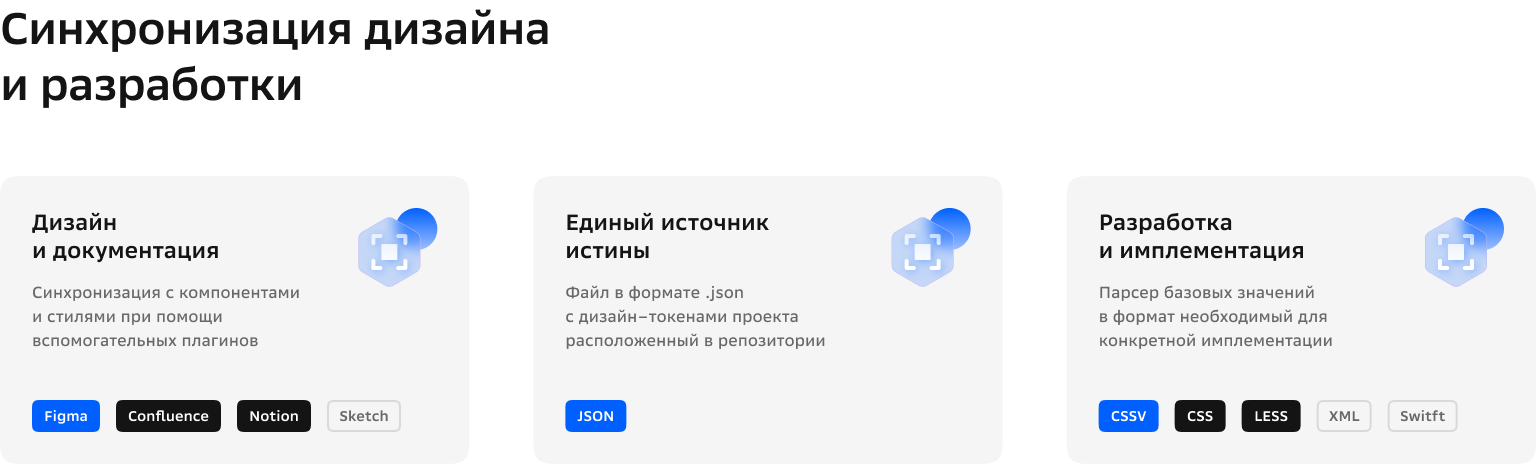 Синхронизация дизайна
и разработки
Дизайн
и документация
Синхронизация с компонентами
и стилями при помощи
вспомогательных плагинов
Figma
Confluence
Notion
Sketch
Единый источник
истины
Файл в формате .json
с дизайн–токенами проекта
расположенный в репозитории
JSON
Разработка
и имплементация
Парсер базовых значений
в формат необходимый для
конкретной имплементации
CSSV
CSS
LESS
XML
Switft